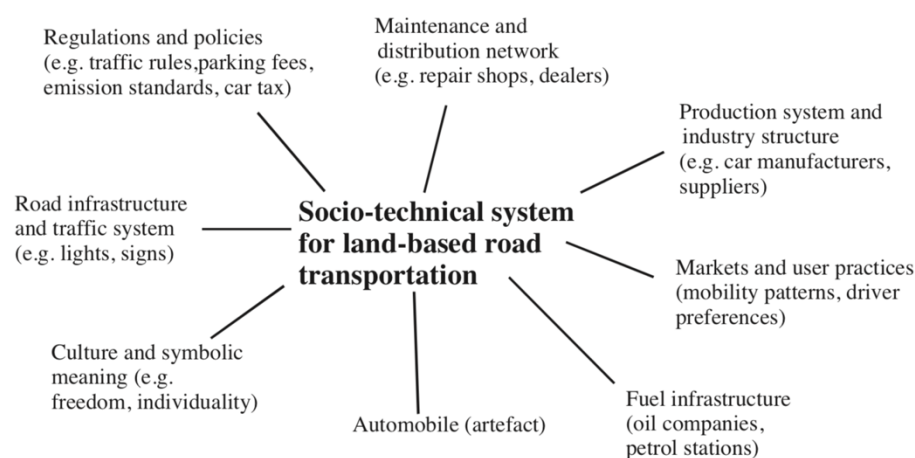 Regulations and policies
(e.g. traffic rules,parking fees,
emission standards, car tax)
Maintenance and
distribution network
(e.g. repair shops, dealers)
Production system and
industry structure
(e.g. car manufacturers,
suppliers)
Road infrastructure
and traffic system
(e.g. lights, signs)
Socio-technical system
for land-based road
transportation
Markets and user practices
(mobility patterns, driver
preferences)
Culture and symbolic
meaning (e.g.
freedom, individuality)
Automobile (artefact)
Fuel infrastructure
(oil companies,
petrol stations)